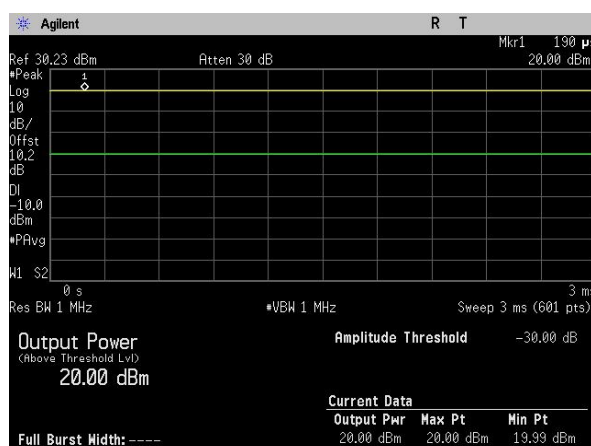 Agilent R T
Mkr1 190 µ
Ref 30.23 dBm Atten 30 dB 20.00 dBm
#Peak
Log
10
dB/
Offst
10.2
dB
DI
-10.0
dBm
#PAvg
W1 S2
1
0 s 3 m
Res BW 1 MHz #VBW 1 MHz Sweep 3 ms (601 pts)
Output Power Amplitude Threshold -30.00 dB
(Above Threshold Lvl)
20.00 dBm
Current Data
Output Pwr Max Pt Min Pt
Full Burst Width: ---- 20.00 dBm 20.00 dBm 19.99 dBm